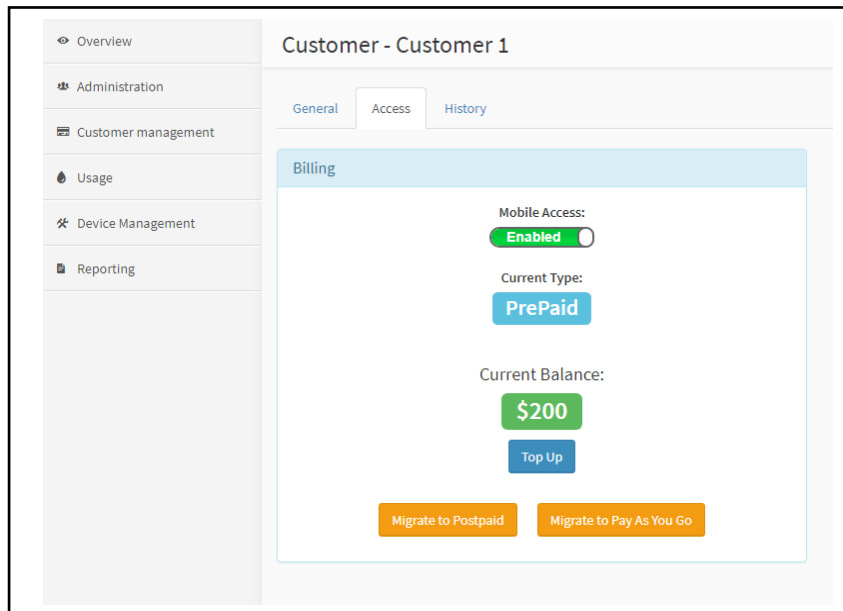 Overview
Administration
Customer management
Usage
Device Management
Reporting
Customer - Customer 1
General Access History
Billing
Mobile Access:
Enabled
Current Type:
PrePaid
Current Balance:
$200
Top Up
Migrate to Postpaid Migrate to Pay As You Go